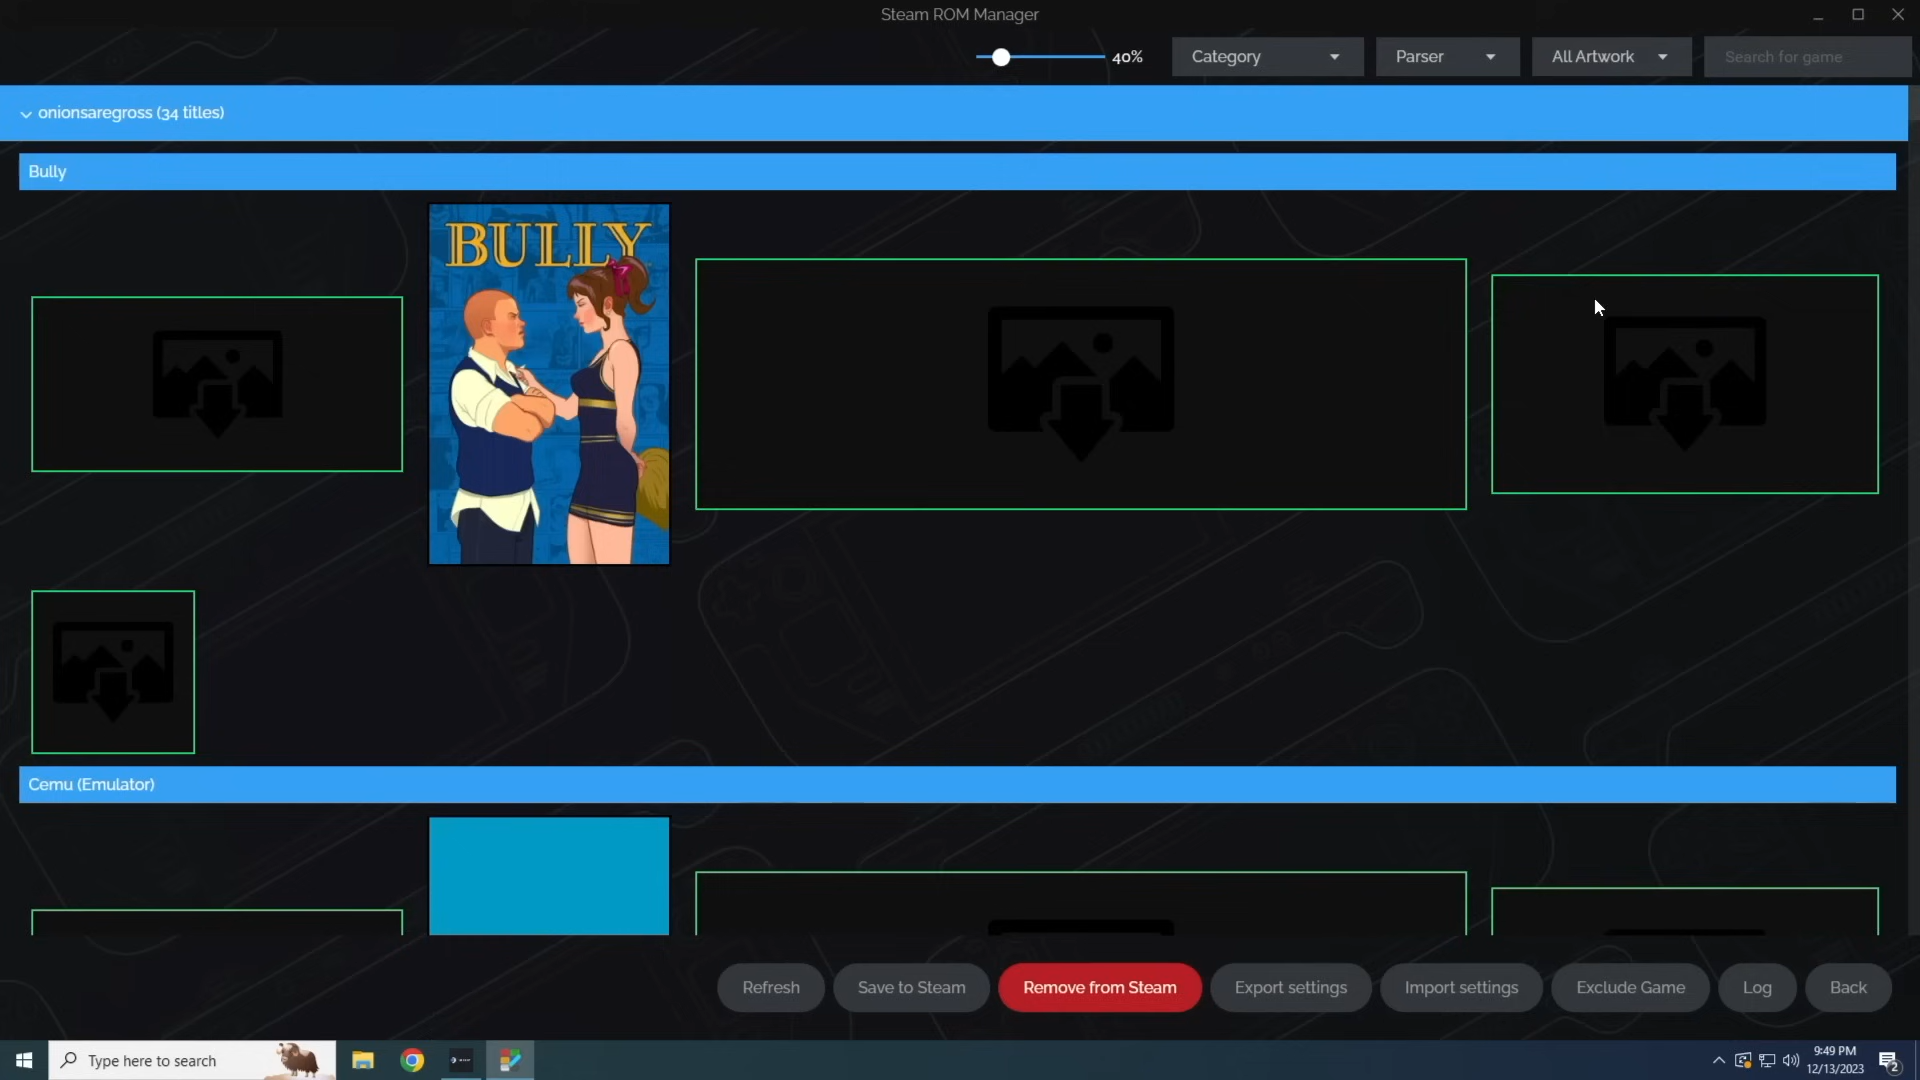 Steam ROM Manager
40%
Category
Parser
All Artwork
Search for game
onionsaregross (34 titles)
Bully
BULLY
Cemu (Emulator)
Refresh
Save to Steam
Remove from Steam
Export settings
Import settings
Exclude Game
Log
Back
Type here to search
9:49 PM
12/13/2023
2